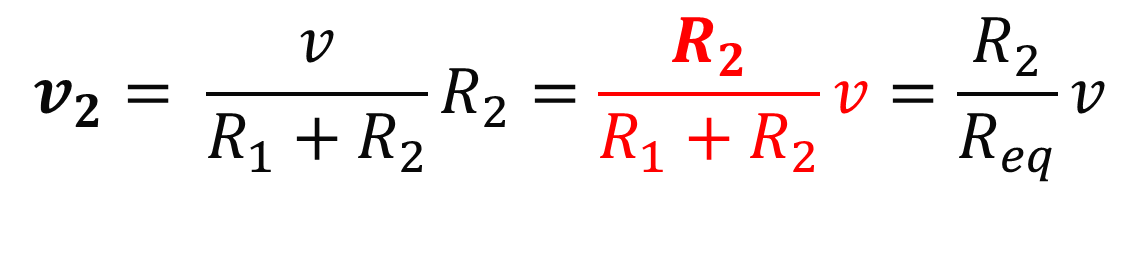 v₂ = v / (R₁ + R₂) R₂ = R₂ / (R₁ + R₂) v = R₂ / R_eq v